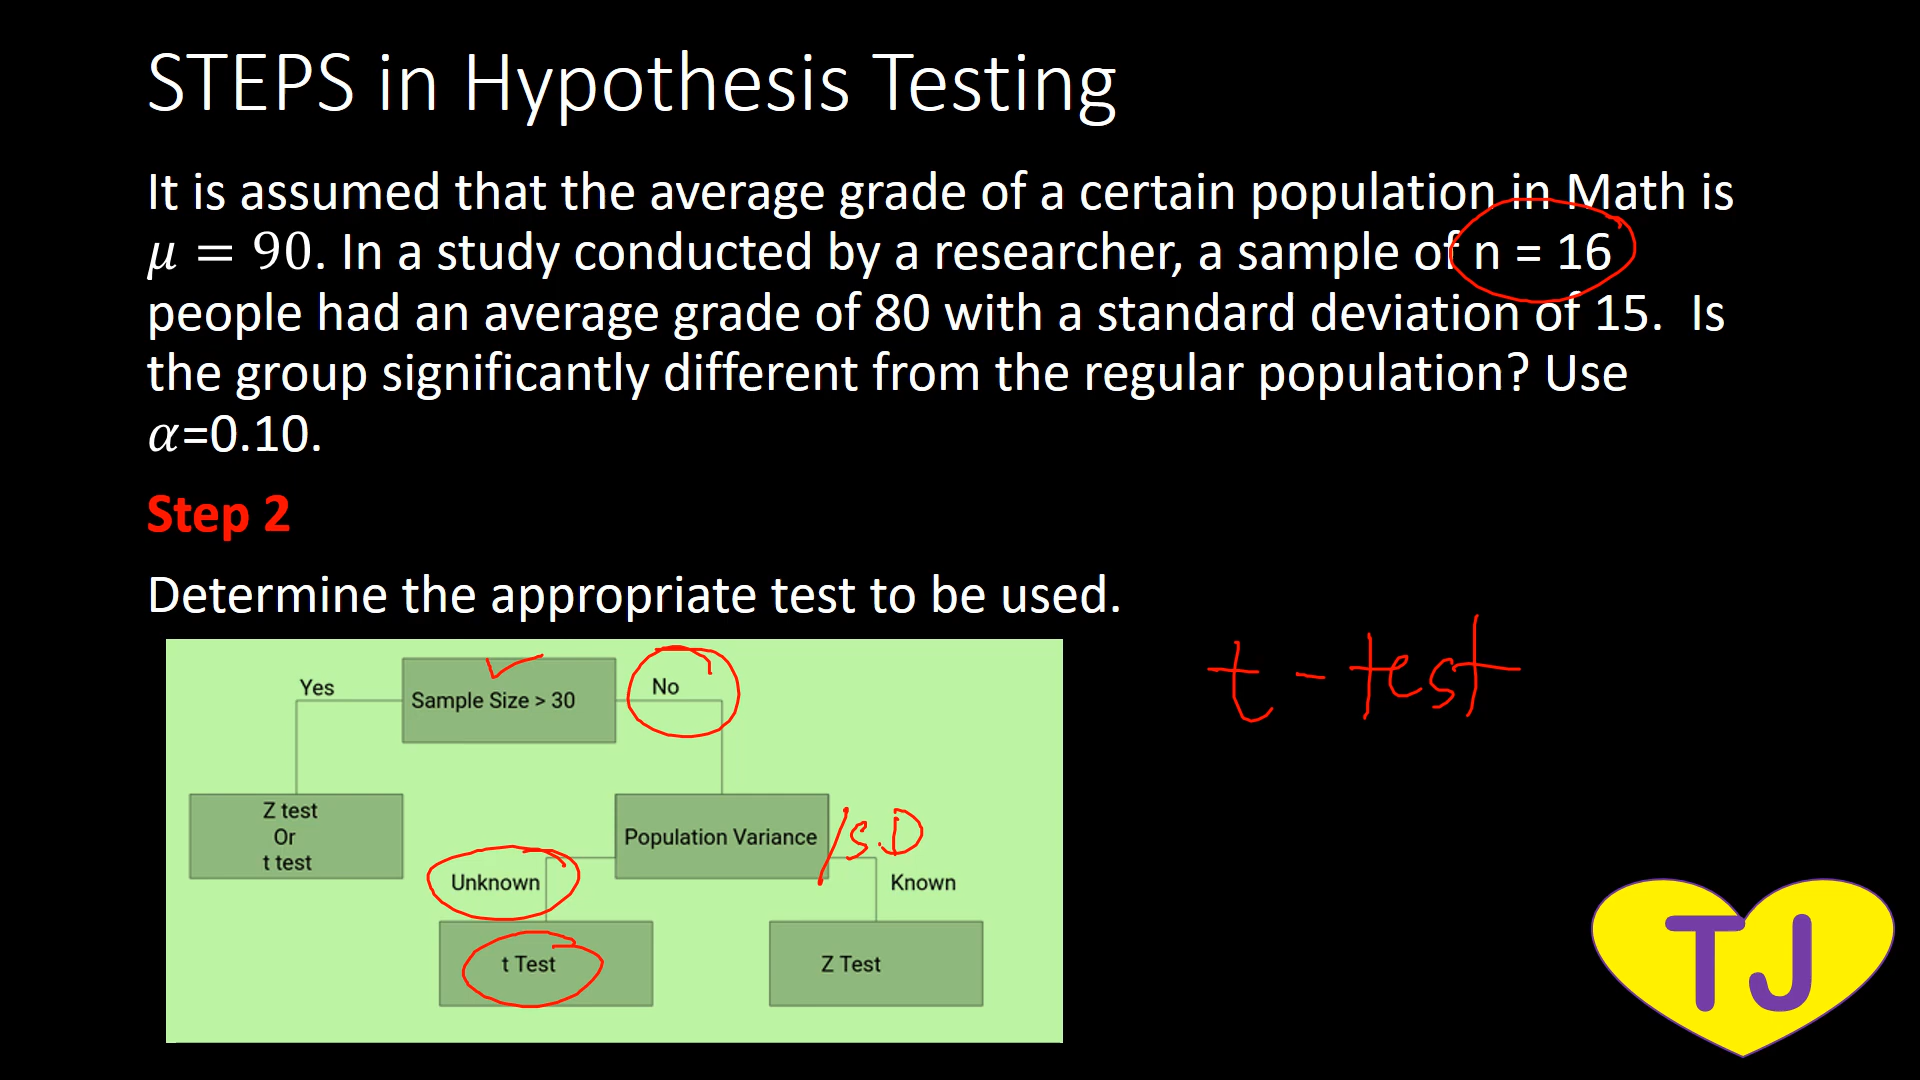 STEPS in Hypothesis Testing
It is assumed that the average grade of a certain population in Math is
𝜇 = 90. In a study conducted by a researcher, a sample of n = 16
people had an average grade of 80 with a standard deviation of 15. Is
the group significantly different from the regular population? Use
𝛼=0.10.
Step 2
Determine the appropriate test to be used.
t - test
Yes
Sample Size > 30
No
Z test
Or
t test
Population Variance
/S.D
Unknown
Known
t Test
Z Test
TJ